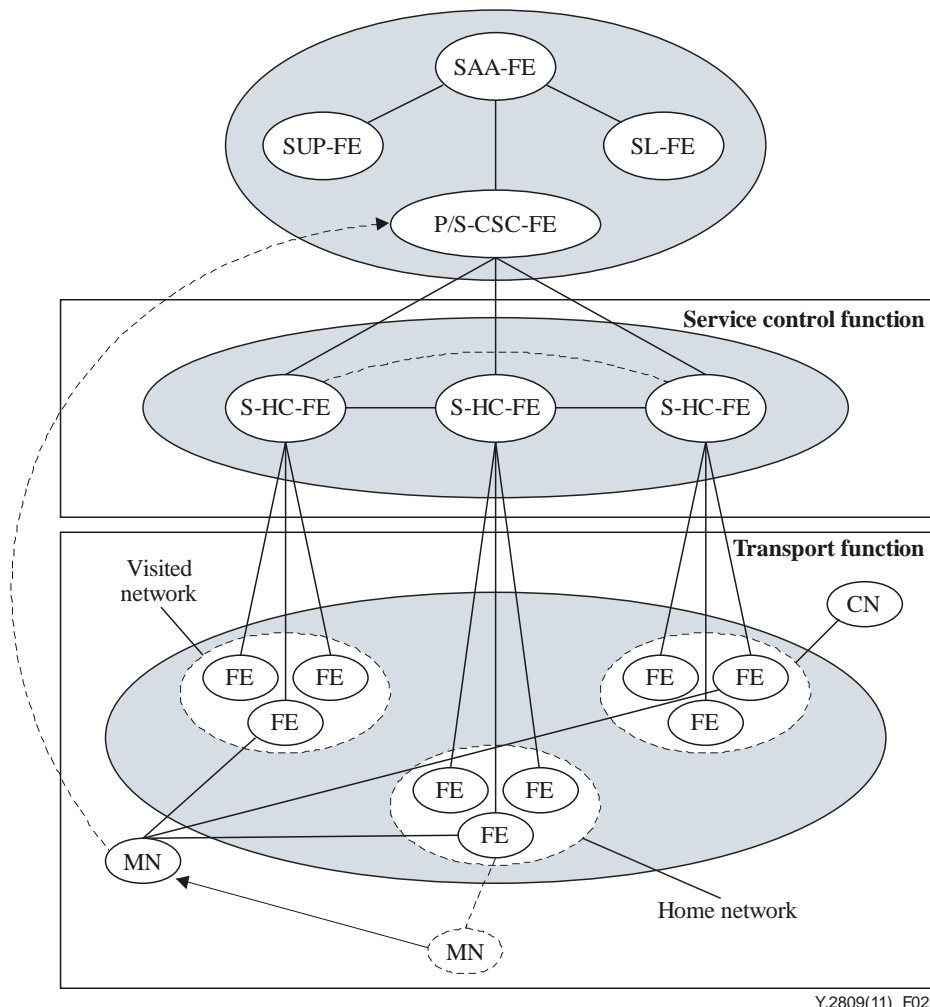 SAA-FE
SUP-FE
SL-FE
P/S-CSC-FE
Service control function
S-HC-FE
S-HC-FE
S-HC-FE
Transport function
Visited
network
CN
FE
FE
FE
FE
FE
FE
FE
FE
FE
MN
Home network
MN
Y.2809(11)_F02